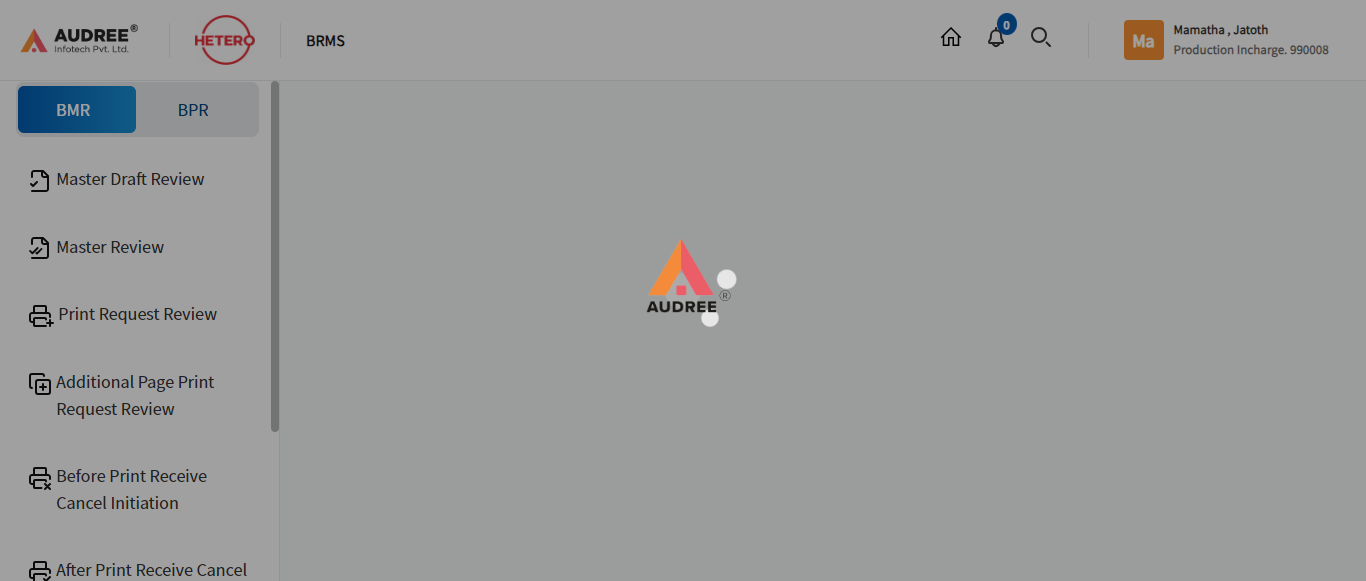 AUDREE®
Infotech Pvt. Ltd.
HETERO
BRMS
0
Ma
Mamatha , Jatoth
Production Incharge. 990008
BMR
BPR
Master Draft Review
Master Review
Print Request Review
Additional Page Print
Request Review
Before Print Receive
Cancel Initiation
After Print Receive Cancel
AUDREE®